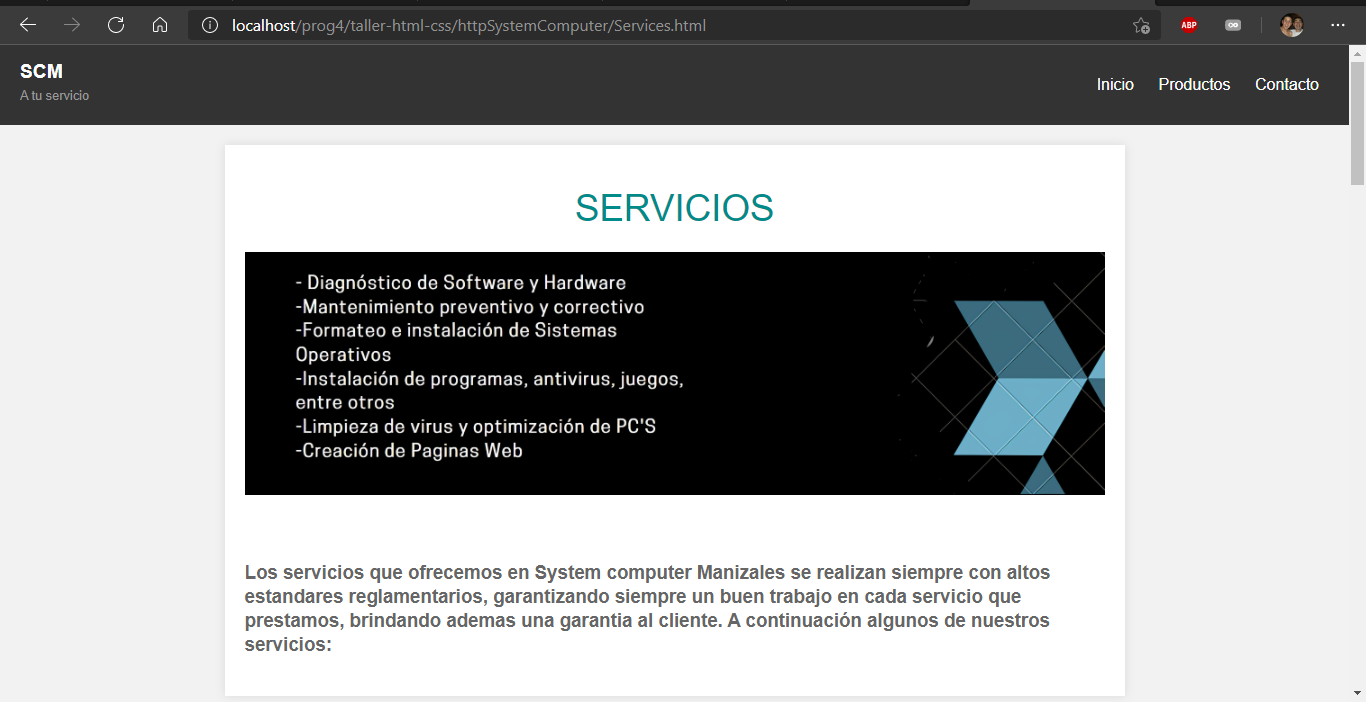 localhost/prog4/taller-html-css/httpSystemComputer/Services.html
ABP
SCM
A tu servicio
Inicio Productos Contacto
SERVICIOS
- Diagnóstico de Software y Hardware
-Mantenimiento preventivo y correctivo
-Formateo e instalación de Sistemas
Operativos
-Instalación de programas, antivirus, juegos,
entre otros
-Limpieza de virus y optimización de PC'S
-Creación de Paginas Web
Los servicios que ofrecemos en System computer Manizales se realizan siempre con altos
estandares reglamentarios, garantizando siempre un buen trabajo en cada servicio que
prestamos, brindando ademas una garantia al cliente. A continuación algunos de nuestros
servicios: